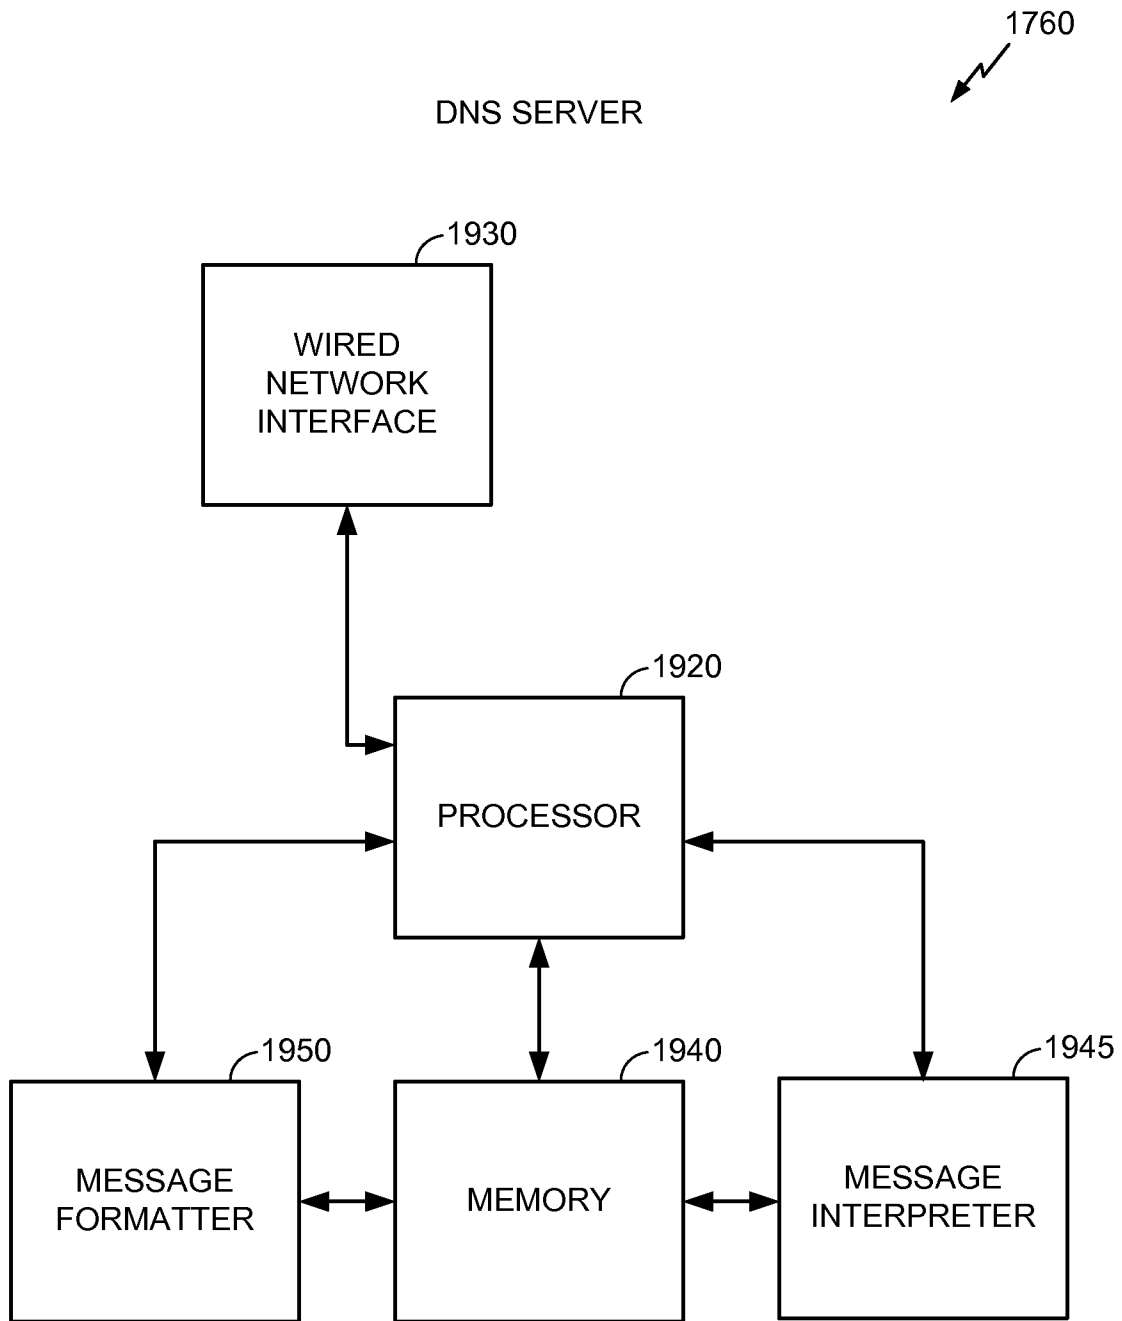 1760
DNS SERVER
1930
WIRED
NETWORK
INTERFACE
1920
PROCESSOR
1950
1940
1945
MESSAGE
FORMATTER
MEMORY
MESSAGE
INTERPRETER